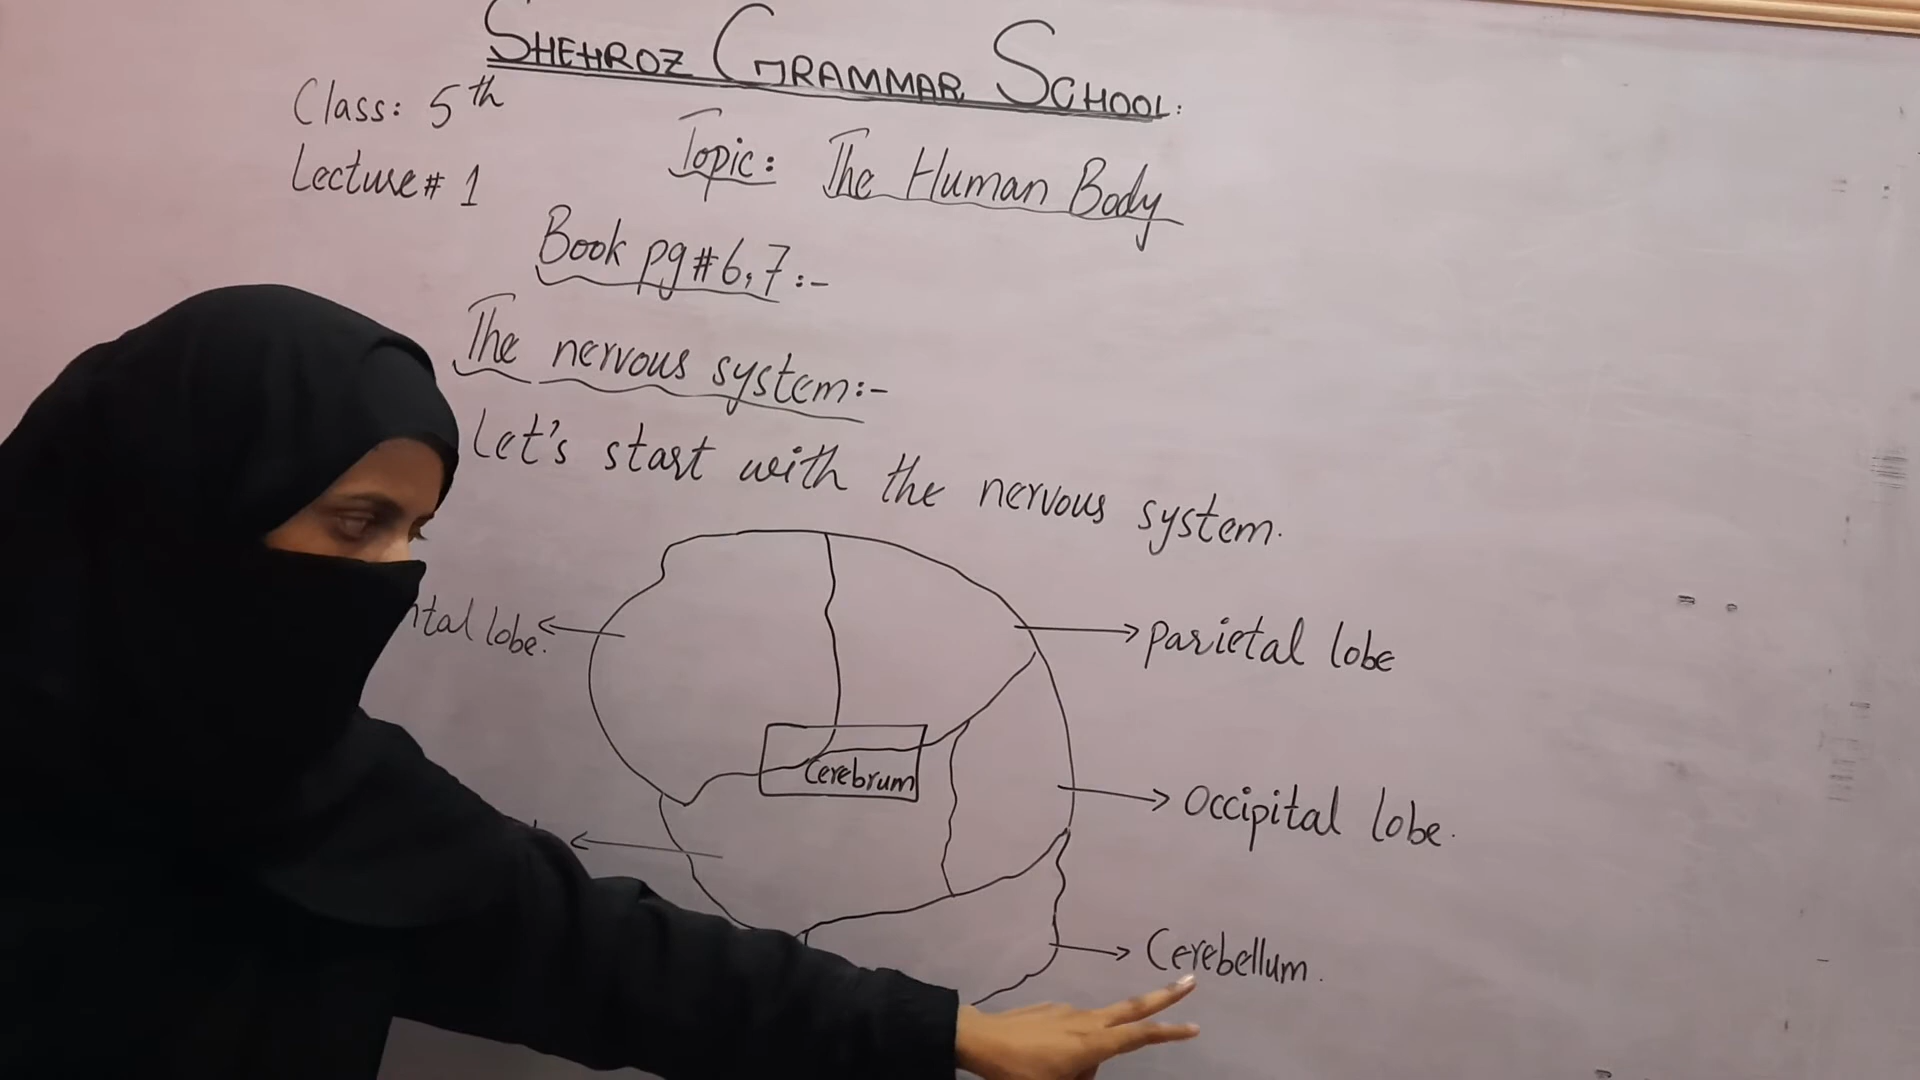 SHEHROZ GRAMMAR SCHOOL:
Class: 5th
Lecture # 1
Topic: The Human Body
Book pg # 6,7:-
The nervous system:-
Let's start with the nervous system.
lobe.
Parietal lobe
Cerebrum
Occipital lobe.
Cerebellum.